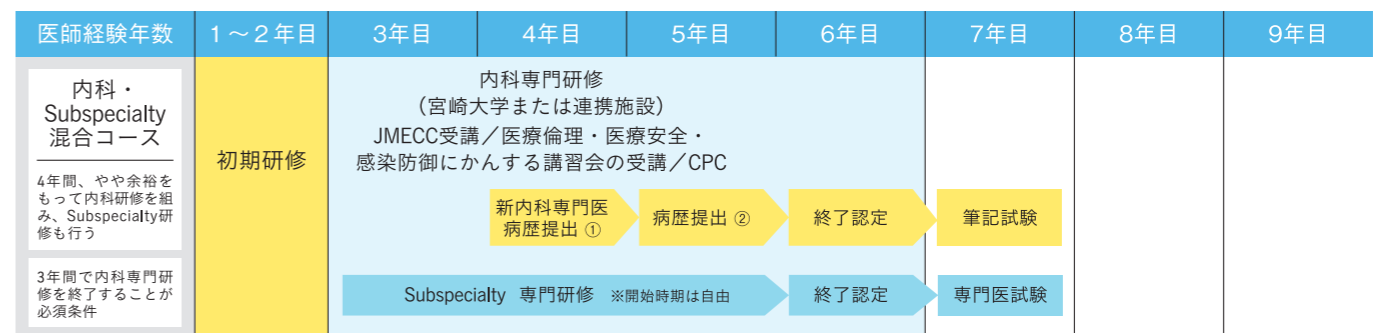 医師経験年数 1～2年目 3年目 4年目 5年目 6年目 7年目 8年目 9年目
内科・
Subspecialty
混合コース
4年間、やや余裕を
もって内科研修を組
み、Subspecialty研
修も行う
3年間で内科専門研
修を終了することが
必須条件
初期研修
内科専門研修
（宮崎大学または連携施設）
JMECC受講／医療倫理・医療安全・
感染防御にかんする講習会の受講／CPC
新内科専門医
病歴提出 ①
病歴提出 ②
終了認定
筆記試験
Subspecialty 専門研修 ※開始時期は自由
終了認定
専門医試験